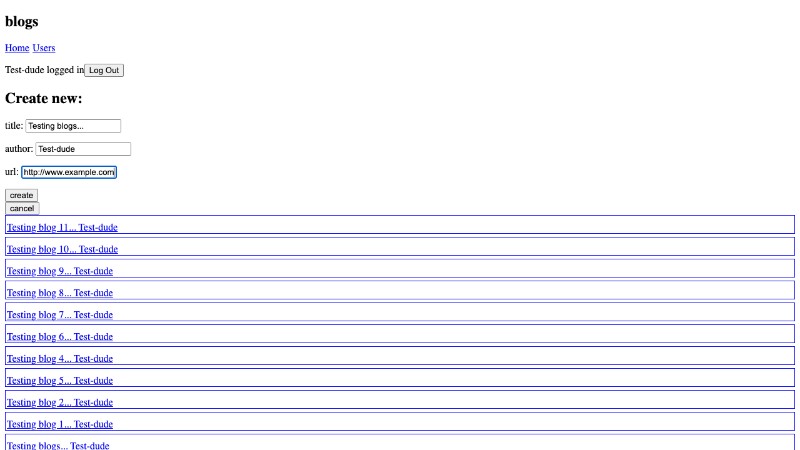 blogs
Home Users
Test-dude logged in Log Out
Create new:
title: Testing blogs...
author: Test-dude
url: http://www.example.com
create
cancel
Testing blog 11... Test-dude
Testing blog 10... Test-dude
Testing blog 9... Test-dude
Testing blog 8... Test-dude
Testing blog 7... Test-dude
Testing blog 6... Test-dude
Testing blog 4... Test-dude
Testing blog 5... Test-dude
Testing blog 2... Test-dude
Testing blog 1... Test-dude
Testing blogs... Test-dude